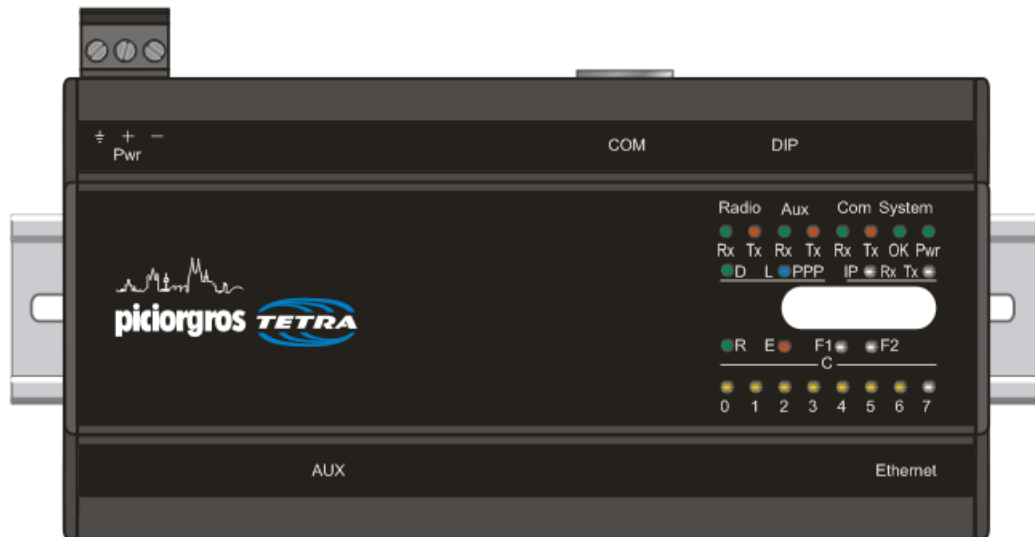 + −
Pwr
COM DIP
Radio Aux Com System
Rx Tx Rx Tx Rx Tx OK Pwr
D L PPP IP Rx Tx
piciorgros TETRA
R E F1 F2
C
0 1 2 3 4 5 6 7
AUX Ethernet